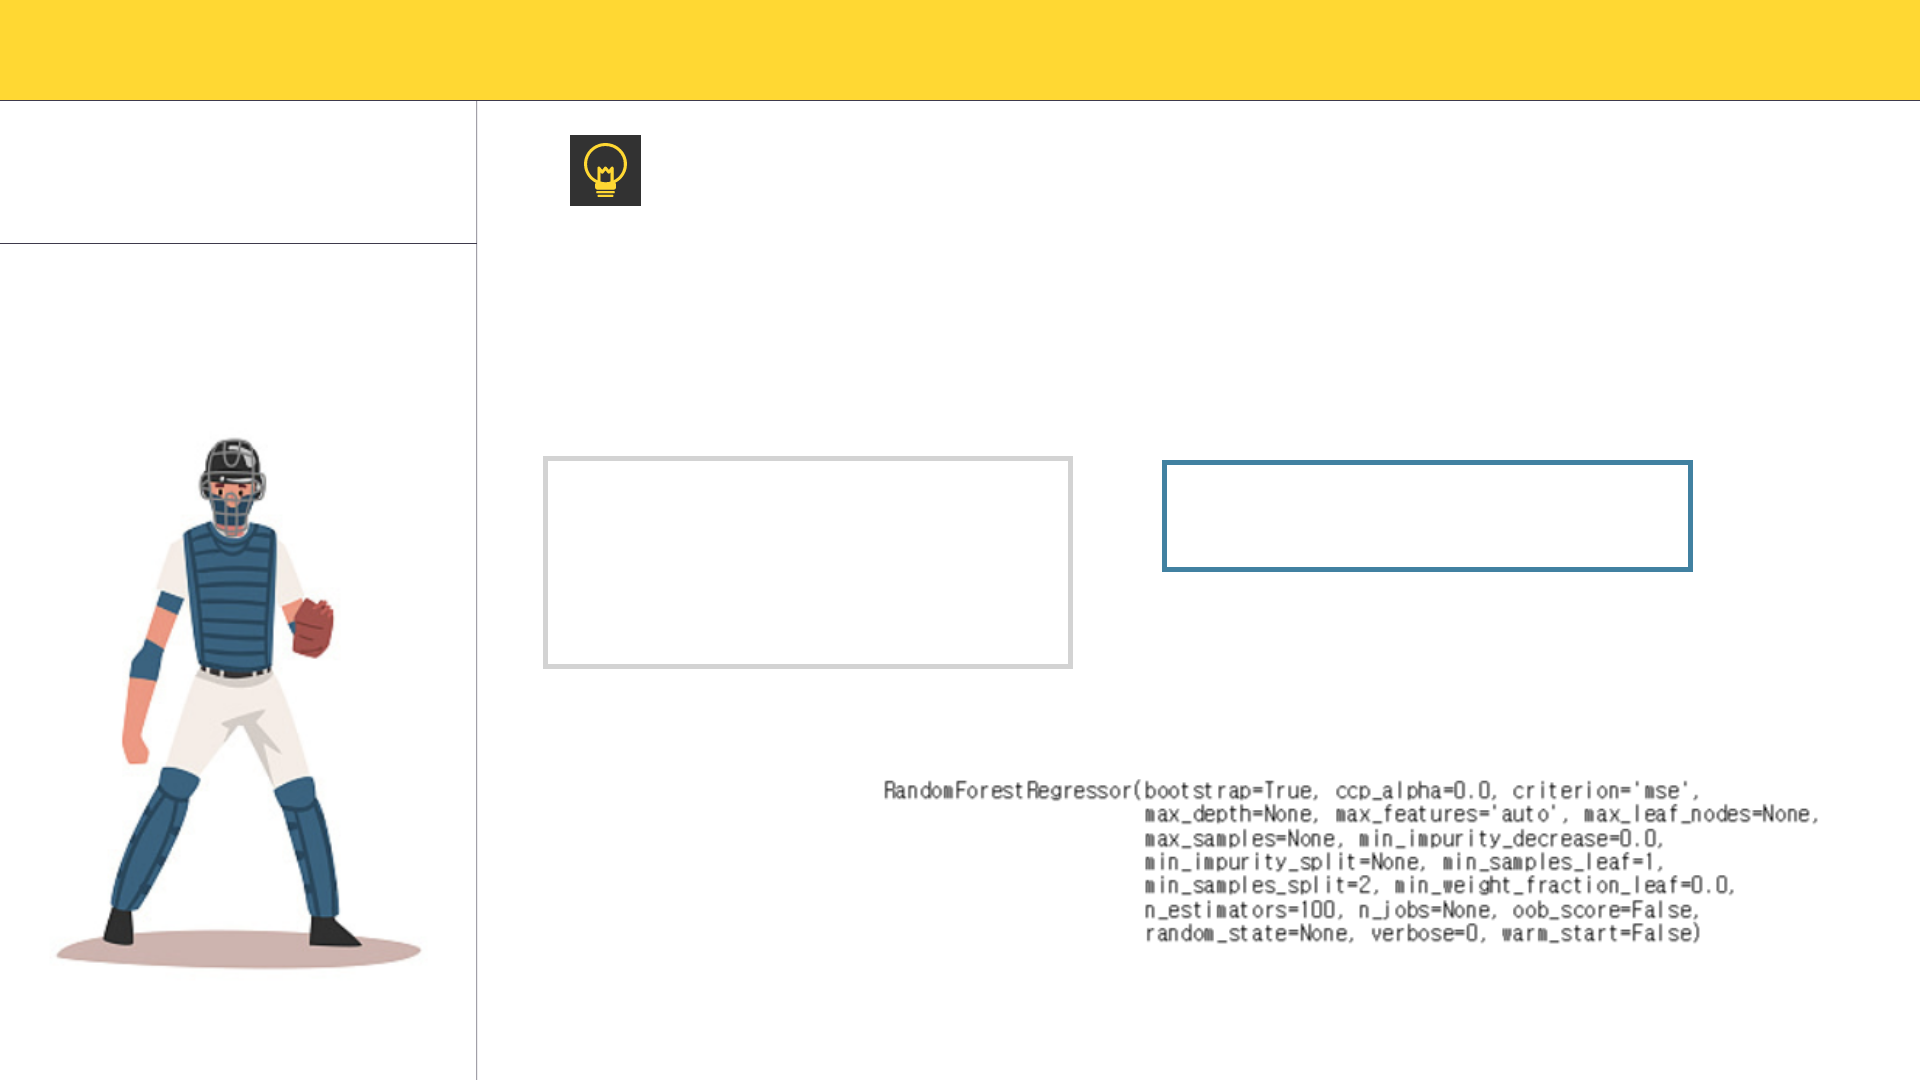 RandomForestRegressor(bootstrap=True, ccp_alpha=0.0, criterion='mse',
max_depth=None, max_features='auto', max_leaf_nodes=None,
max_samples=None, min_impurity_decrease=0.0,
min_impurity_split=None, min_samples_leaf=1,
min_samples_split=2, min_weight_fraction_leaf=0.0,
n_estimators=100, n_jobs=None, oob_score=False,
random_state=None, verbose=0, warm_start=False)